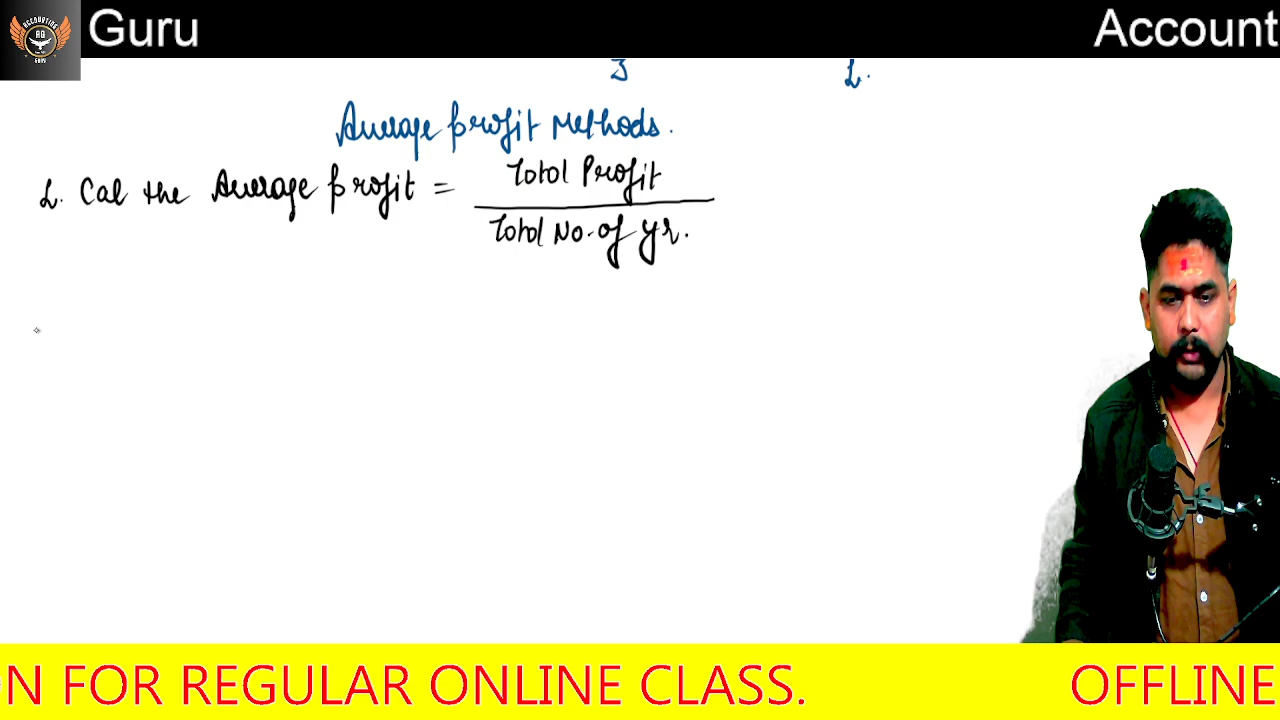 Guru Account
3 1.
Average profit Methods.
1. Cal the Average profit = Total Profit
Total No. of yr.
N FOR REGULAR ONLINE CLASS. OFFLINE